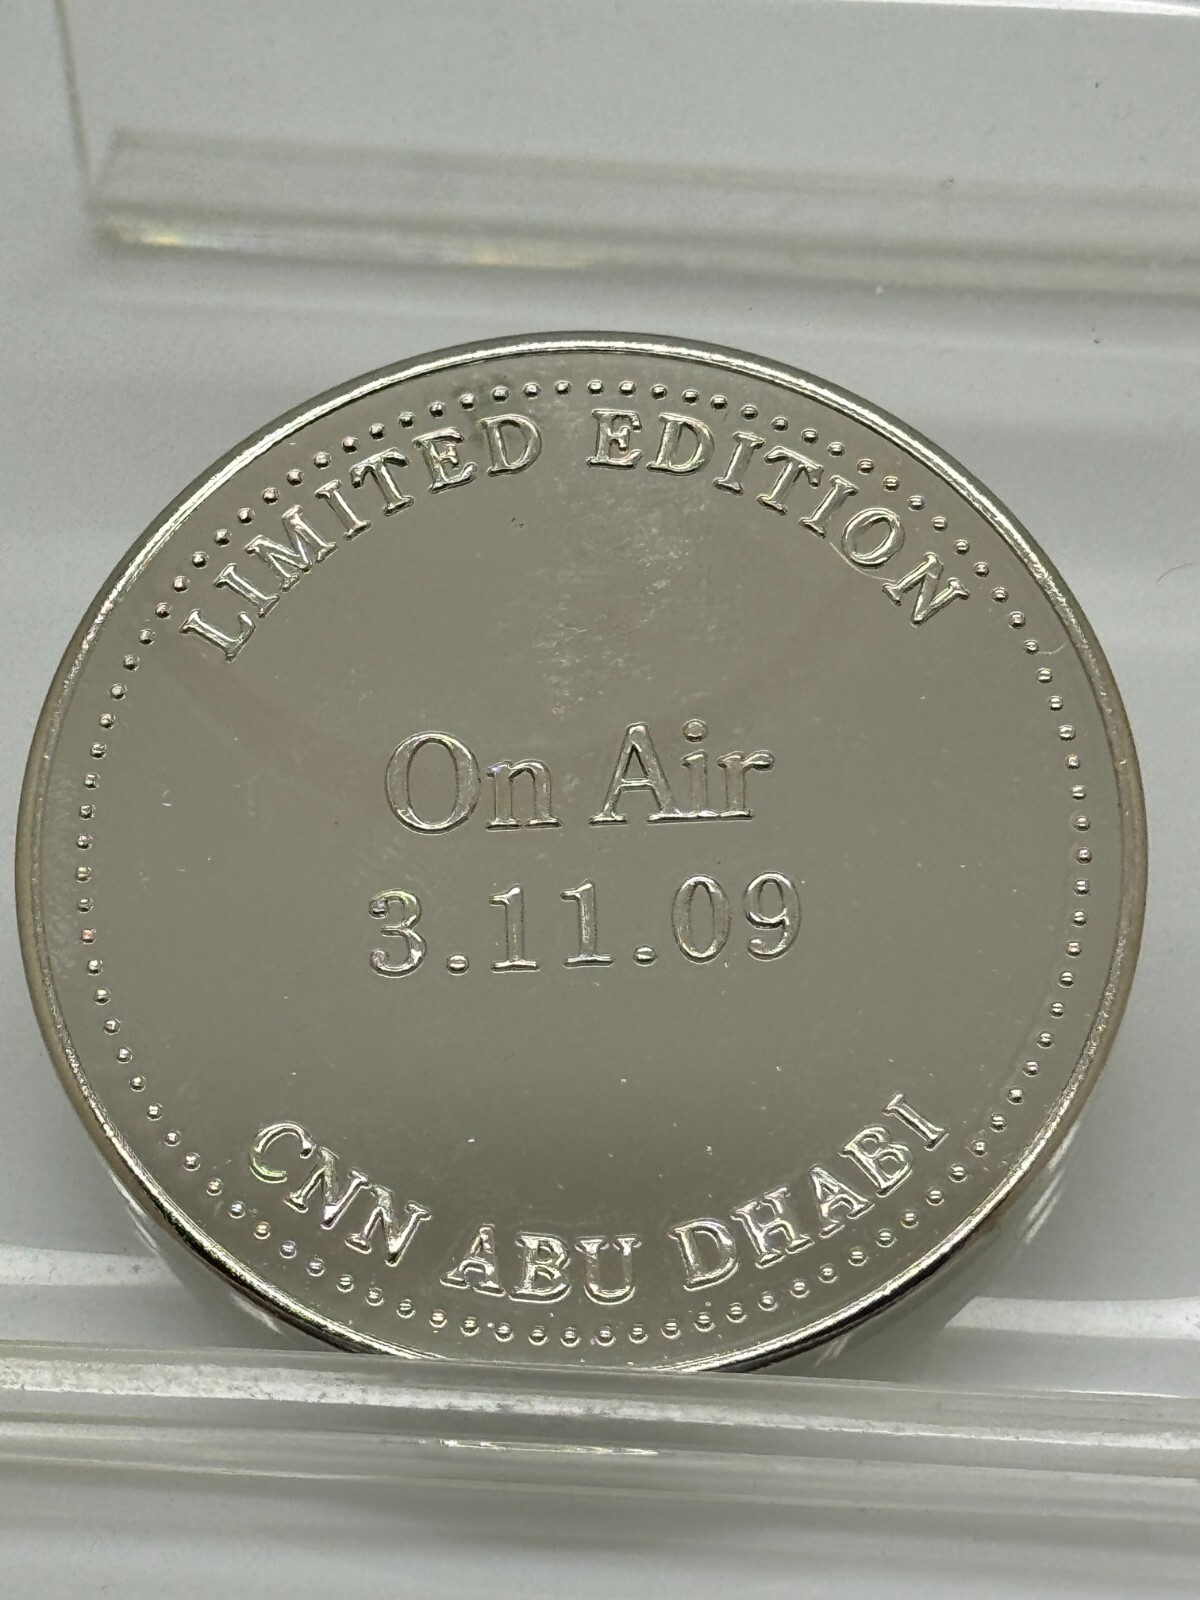 LIMITED EDITION
On Air
3.11.09
CNN ABU DHABI